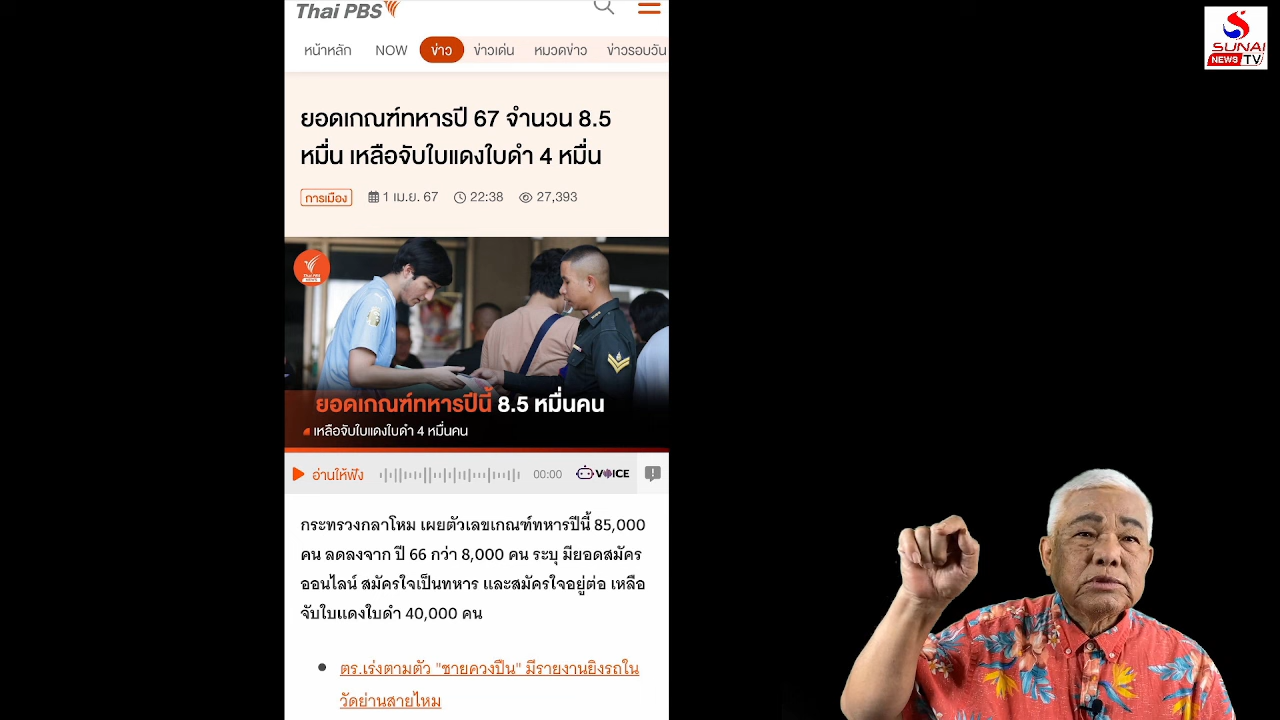 Thai PBS
SUNAI
NEWS TV
หน้าหลัก NOW ข่าว ข่าวเด่น หมวดข่าว ข่าวรอบวัน
ยอดเกณฑ์ทหารปี 67 จำนวน 8.5
หมื่น เหลือจับใบแดงใบดำ 4 หมื่น
การเมือง 1 เม.ย. 67 22:38 27,393
Thai PBS
NEWS
ยอดเกณฑ์ทหารปีนี้ 8.5 หมื่นคน
เหลือจับใบแดงใบดำ 4 หมื่นคน
อ่านให้ฟัง 00:00 VOICE
กระทรวงกลาโหม เผยตัวเลขเกณฑ์ทหารปีนี้ 85,000
คน ลดลงจาก ปี 66 กว่า 8,000 คน ระบุ มียอดสมัคร
ออนไลน์ สมัครใจเป็นทหาร และสมัครใจอยู่ต่อ เหลือ
จับใบแดงใบดำ 40,000 คน
ตร.เร่งตามตัว "ชายควงปืน" มีรายงานยิงรถใน
วัดย่านสายไหม